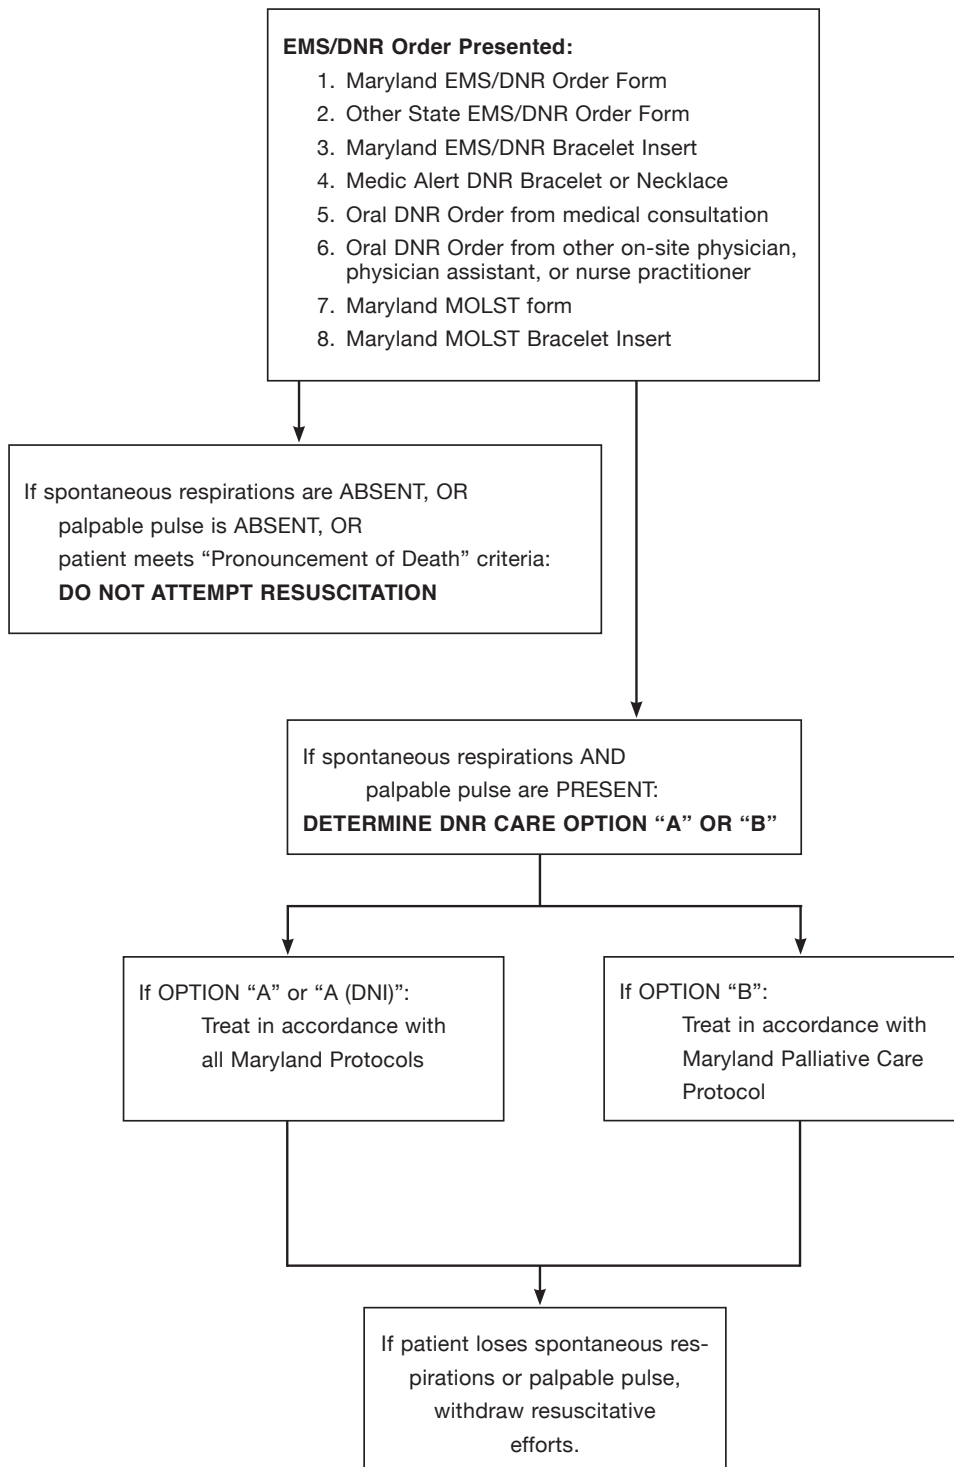 EMS/DNR Order Presented:
1. Maryland EMS/DNR Order Form
2. Other State EMS/DNR Order Form
3. Maryland EMS/DNR Bracelet Insert
4. Medic Alert DNR Bracelet or Necklace
5. Oral DNR Order from medical consultation
6. Oral DNR Order from other on-site physician,
physician assistant, or nurse practitioner
7. Maryland MOLST form
8. Maryland MOLST Bracelet Insert
If spontaneous respirations are ABSENT, OR
palpable pulse is ABSENT, OR
patient meets “Pronouncement of Death” criteria:
DO NOT ATTEMPT RESUSCITATION
If spontaneous respirations AND
palpable pulse are PRESENT:
DETERMINE DNR CARE OPTION “A” OR “B”
If OPTION “A” or “A (DNI)”:
Treat in accordance with
all Maryland Protocols
If OPTION “B”:
Treat in accordance with
Maryland Palliative Care
Protocol
If patient loses spontaneous res-
pirations or palpable pulse,
withdraw resuscitative
efforts.